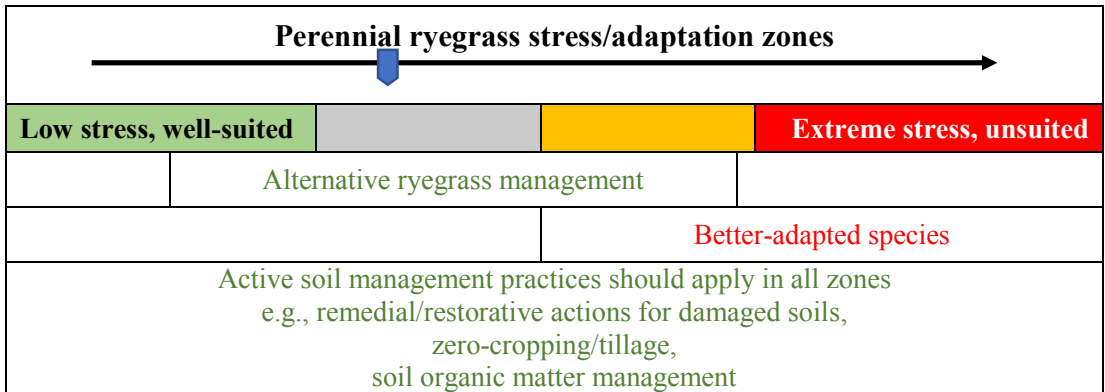 Perennial ryegrass stress/adaptation zones
Low stress, well-suited
Extreme stress, unsuited
Alternative ryegrass management
Better-adapted species
Active soil management practices should apply in all zones
e.g., remedial/restorative actions for damaged soils,
zero-cropping/tillage,
soil organic matter management